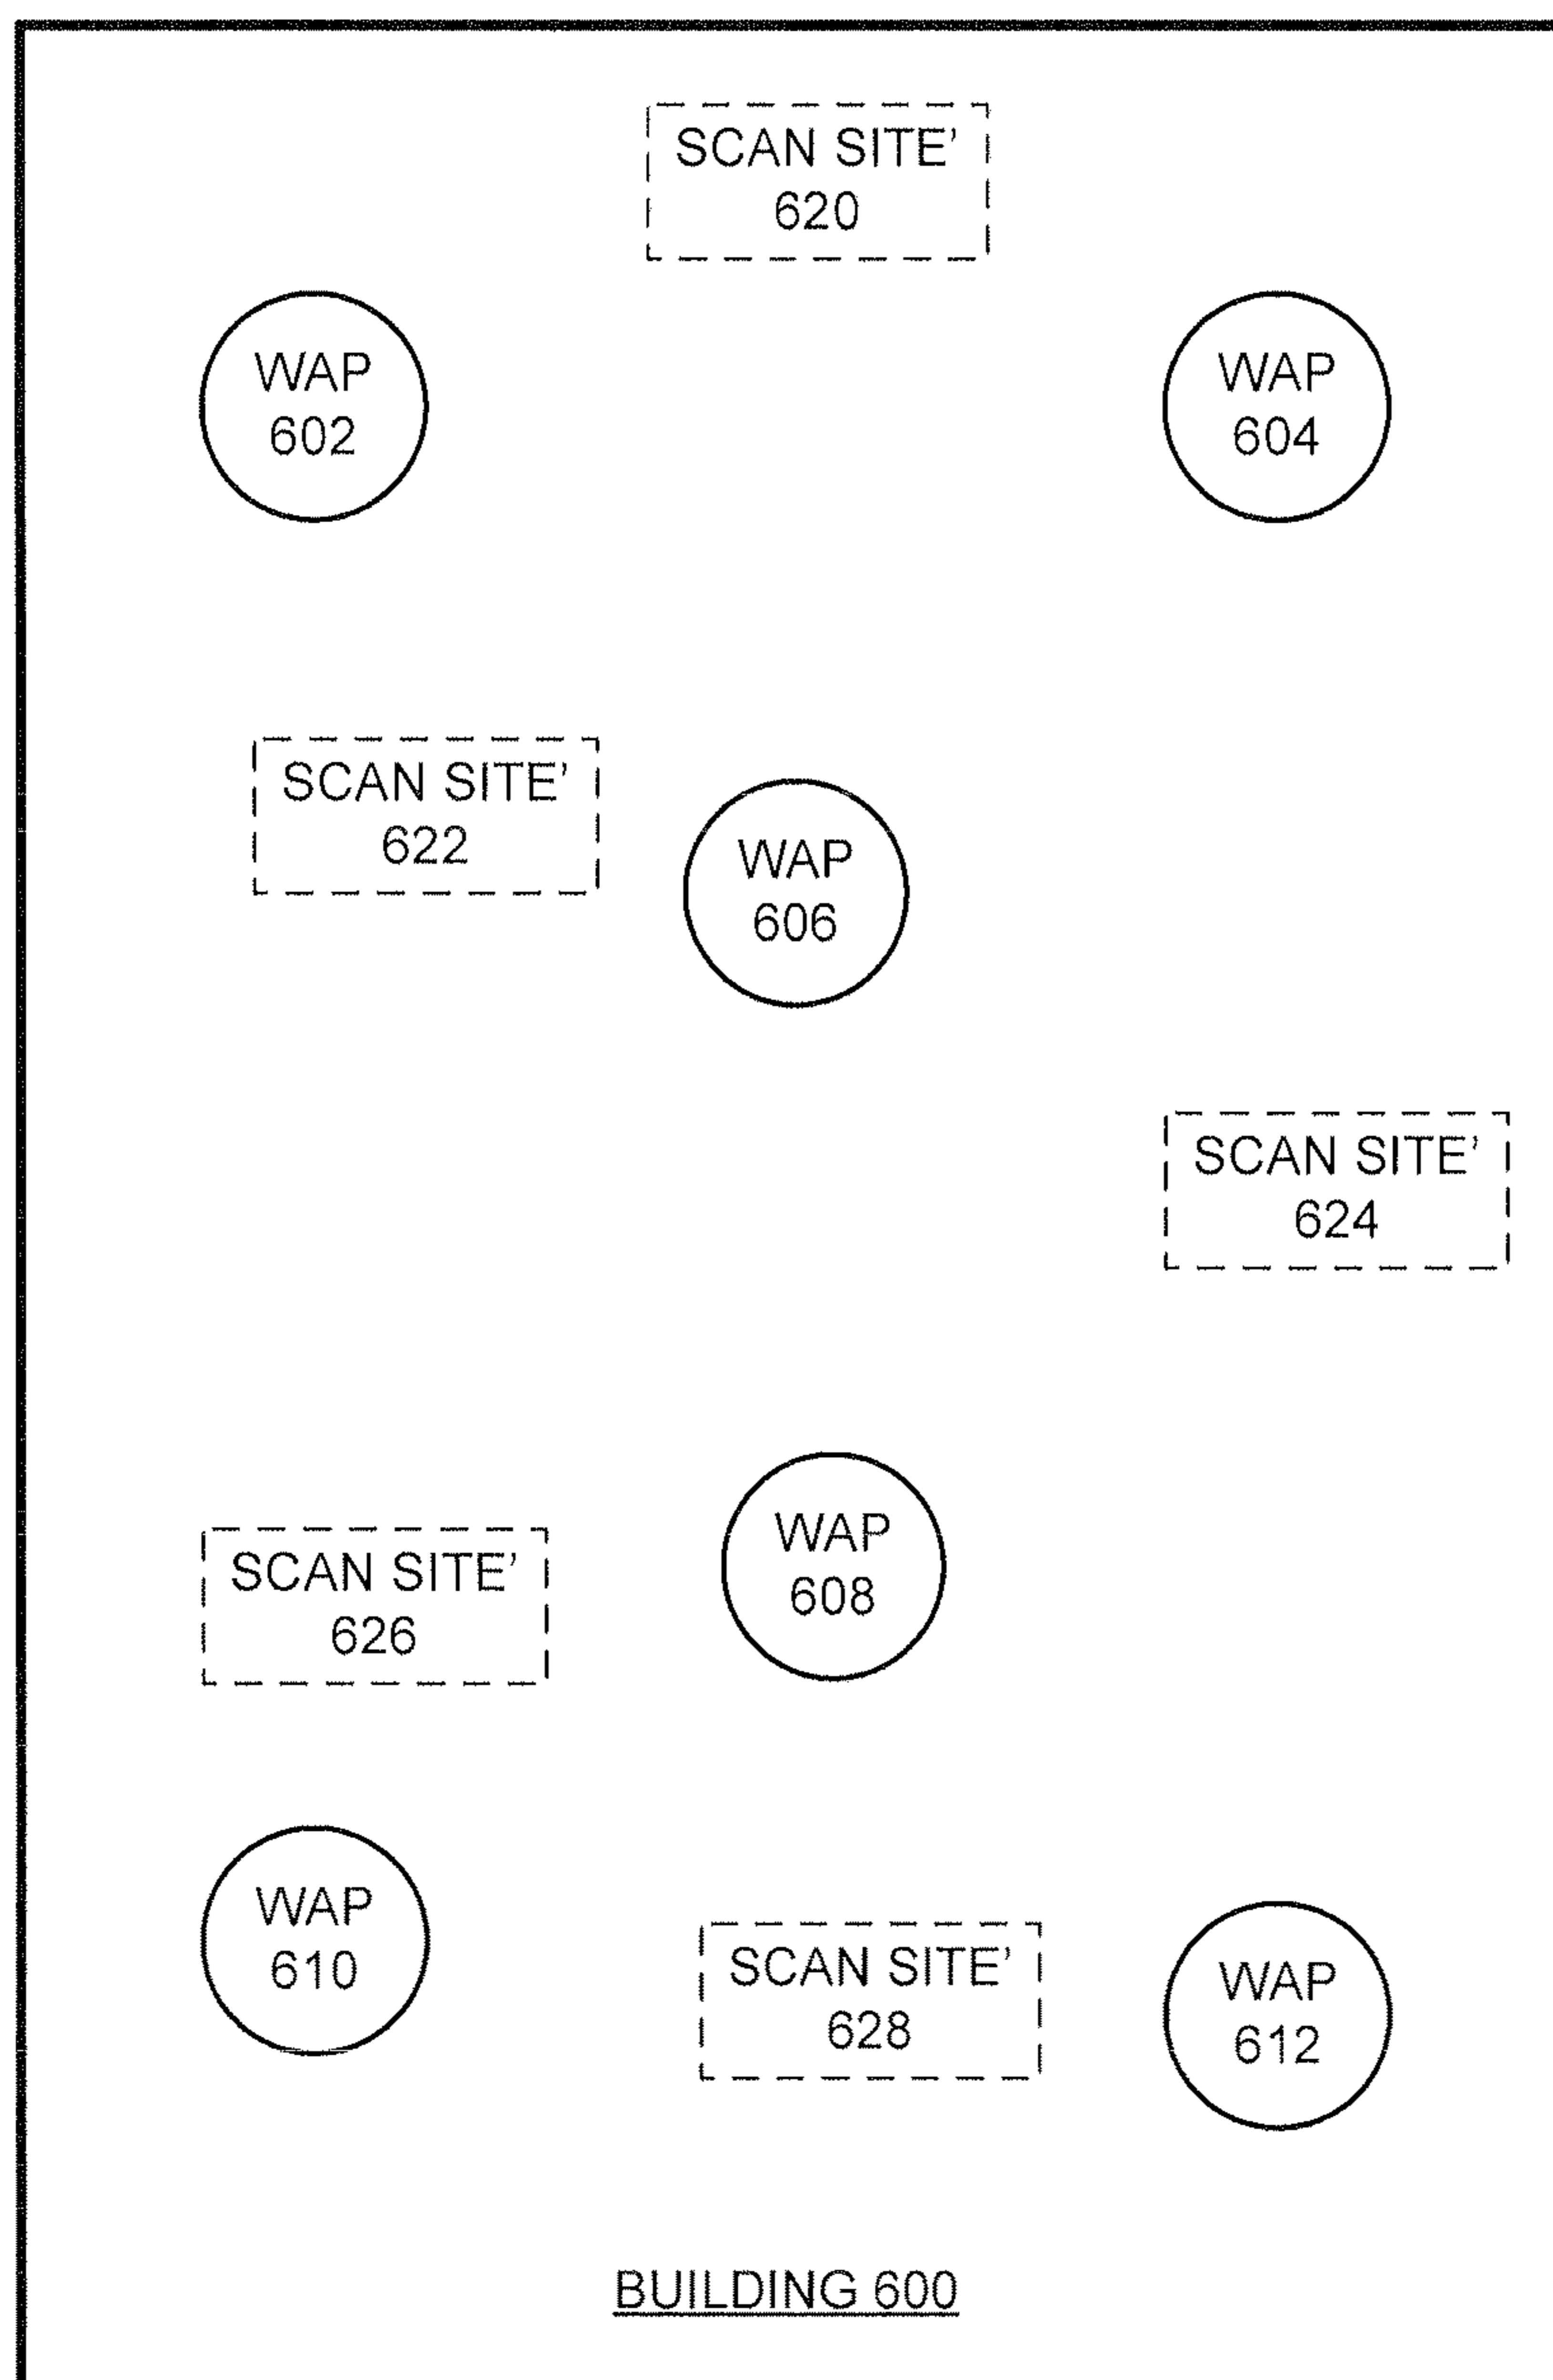 SCAN SITE’
620
WAP
602
WAP
604
SCAN SITE’
622
WAP
606
SCAN SITE’
624
WAP
608
SCAN SITE’
626
WAP
610
SCAN SITE’
628
WAP
612
BUILDING 600